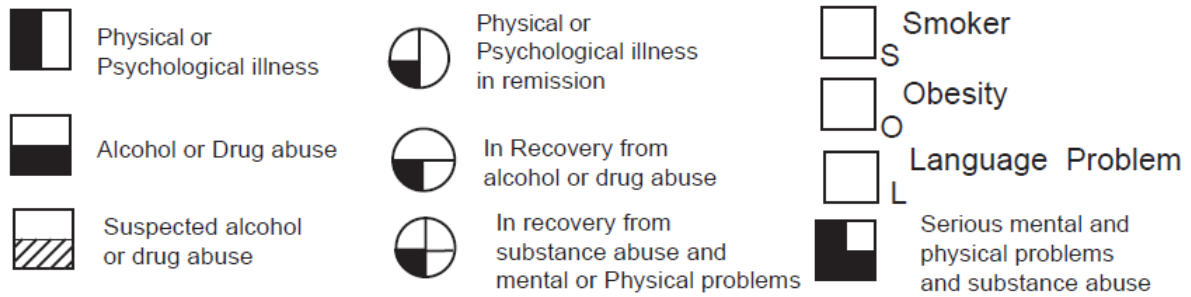 Physical or
Psychological illness
Alcohol or Drug abuse
Suspected alcohol
or drug abuse
Physical or
Psychological illness
in remission
In Recovery from
alcohol or drug abuse
In recovery from
substance abuse and
mental or Physical problems
Smoker
S
Obesity
O
Language Problem
L
Serious mental and
physical problems
and substance abuse